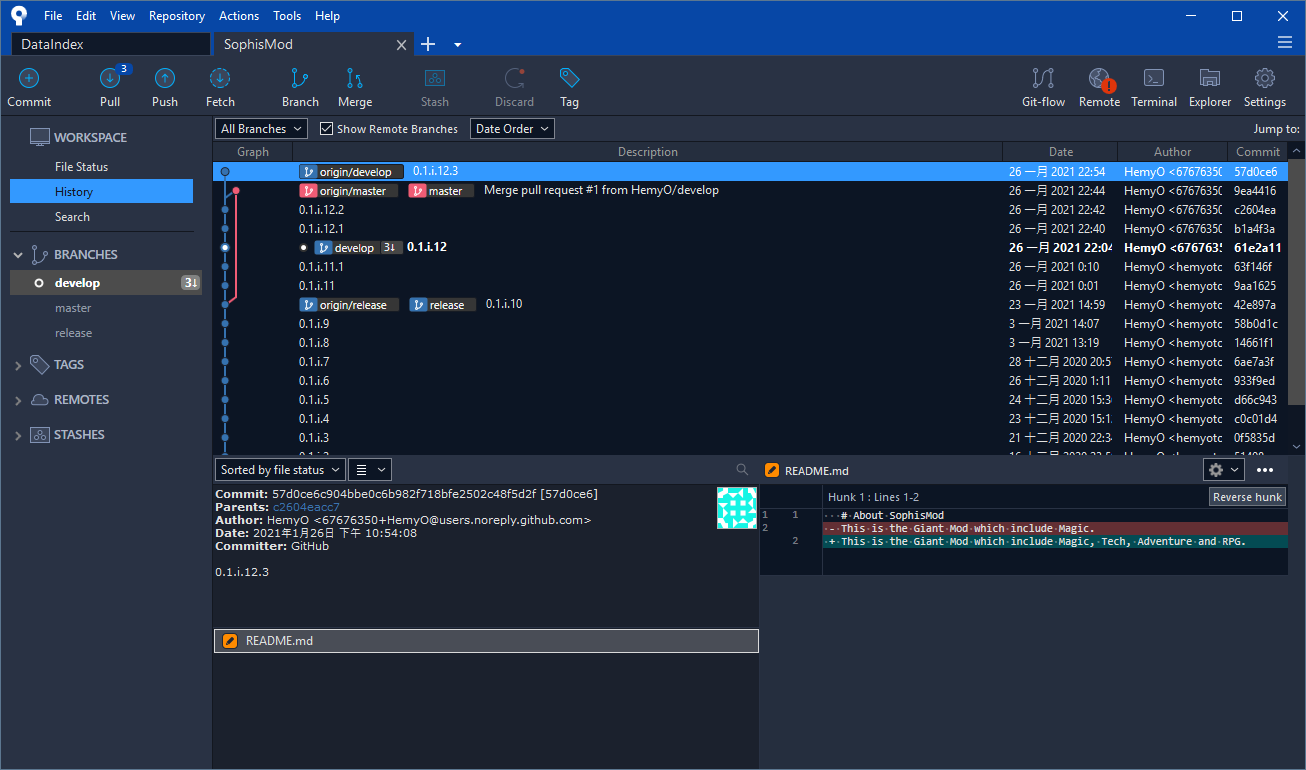 File Edit View Repository Actions Tools Help
DataIndex SophisMod
3
Commit Pull Push Fetch Branch Merge Stash Discard Tag Git-flow Remote Terminal Explorer Settings
WORKSPACE
File Status
History
Search
BRANCHES
develop 3↓
master
release
TAGS
REMOTES
STASHES
All Branches Show Remote Branches Date Order Jump to:
Graph Description Date Author Commit
origin/develop 0.1.i.12.3 26 一月 2021 22:54 HemyO <67676350 57d0ce6
origin/master master Merge pull request #1 from HemyO/develop 26 一月 2021 22:44 HemyO <67676350 9ea4416
0.1.i.12.2 26 一月 2021 22:42 HemyO <67676350 c2604ea
0.1.i.12.1 26 一月 2021 22:40 HemyO <67676350 b1a4f3a
develop 3↓ 0.1.i.12 26 一月 2021 22:04 HemyO <676763 61e2a11
0.1.i.11.1 26 一月 2021 0:10 HemyO <hemyotc 63f146f
0.1.i.11 26 一月 2021 0:01 HemyO <hemyotc 9aa1625
origin/release release 0.1.i.10 23 一月 2021 14:59 HemyO <hemyotc 42e897a
0.1.i.9 3 一月 2021 14:07 HemyO <hemyotc 58b0d1c
0.1.i.8 3 一月 2021 13:19 HemyO <hemyotc 14661f1
0.1.i.7 28 十二月 2020 20:5 HemyO <hemyotc 6ae7a3f
0.1.i.6 26 十二月 2020 1:11 HemyO <hemyotc 933f9ed
0.1.i.5 24 十二月 2020 15:3 HemyO <hemyotc d66c943
0.1.i.4 23 十二月 2020 15:1 HemyO <hemyotc c0c01d4
0.1.i.3 21 十二月 2020 22:3 HemyO <hemyotc 0f5835d
Sorted by file status
Commit: 57d0ce6c904bbe0c6b982f718bfe2502c48f5d2f [57d0ce6]
Parents: c2604eacc7
Author: HemyO <67676350+HemyO@users.noreply.github.com>
Date: 2021年1月26日 下午 10:54:08
Committer: GitHub
0.1.i.12.3
README.md
README.md
Hunk 1 : Lines 1-2 Reverse hunk
1 1 # About SophisMod
2 - This is the Giant Mod which include Magic.
2 + This is the Giant Mod which include Magic, Tech, Adventure and RPG.